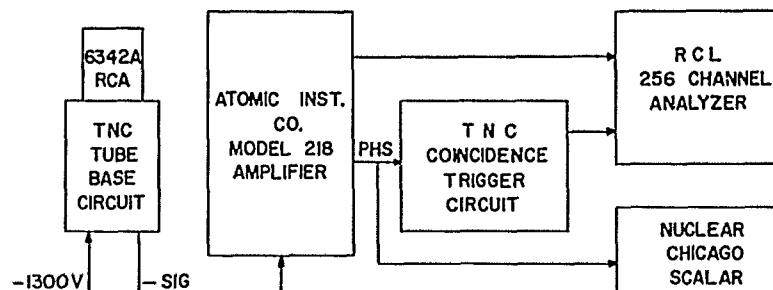 6342A
RCA
TNC
TUBE
BASE
CIRCUIT
-1300V
-SIG
ATOMIC INST.
CO.
MODEL 218
AMPLIFIER
PHS
TNC
COINCIDENCE
TRIGGER
CIRCUIT
RCL
256 CHANNEL
ANALYZER
NUCLEAR
CHICAGO
SCALAR